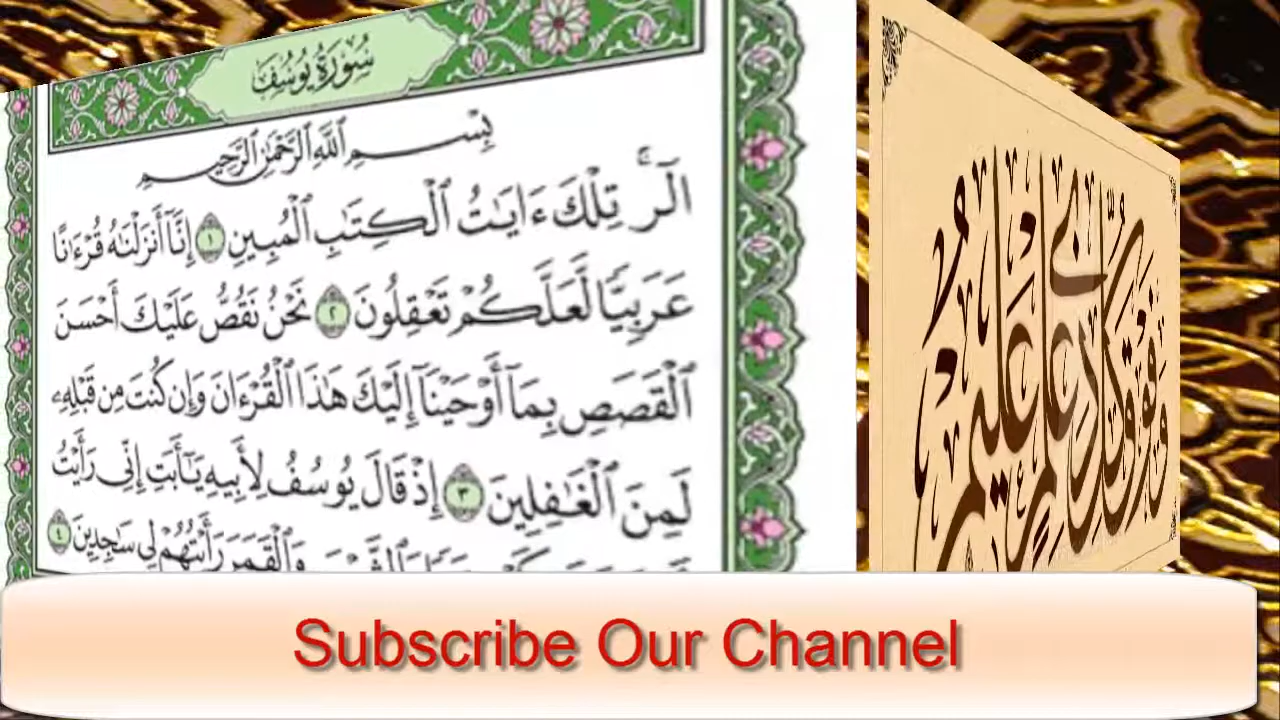 سُورَةُ يُوسُفَ
بِسْمِ ٱللَّهِ ٱلرَّحْمَٰنِ ٱلرَّحِيمِ
الٓر ۚ تِلْكَ ءَايَٰتُ ٱلْكِتَٰبِ ٱلْمُبِينِ ١ إِنَّآ أَنزَلْنَٰهُ قُرْءَٰنًا
عَرَبِيًّا لَّعَلَّكُمْ تَعْقِلُونَ ٢ نَحْنُ نَقُصُّ عَلَيْكَ أَحْسَنَ
ٱلْقَصَصِ بِمَآ أَوْحَيْنَآ إِلَيْكَ هَٰذَا ٱلْقُرْءَانَ وَإِن كُنتَ مِن قَبْلِهِۦ
لَمِنَ ٱلْغَٰفِلِينَ ٣ إِذْ قَالَ يُوسُفُ لِأَبِيهِ يَٰٓأَبَتِ إِنِّى رَأَيْتُ
وَٱلْقَمَرَ رَأَيْتُهُمْ لِى سَٰجِدِينَ ٤
وَفَوْقَ كُلِّ ذِي عِلْمٍ عَلِيمٌ
Subscribe Our Channel